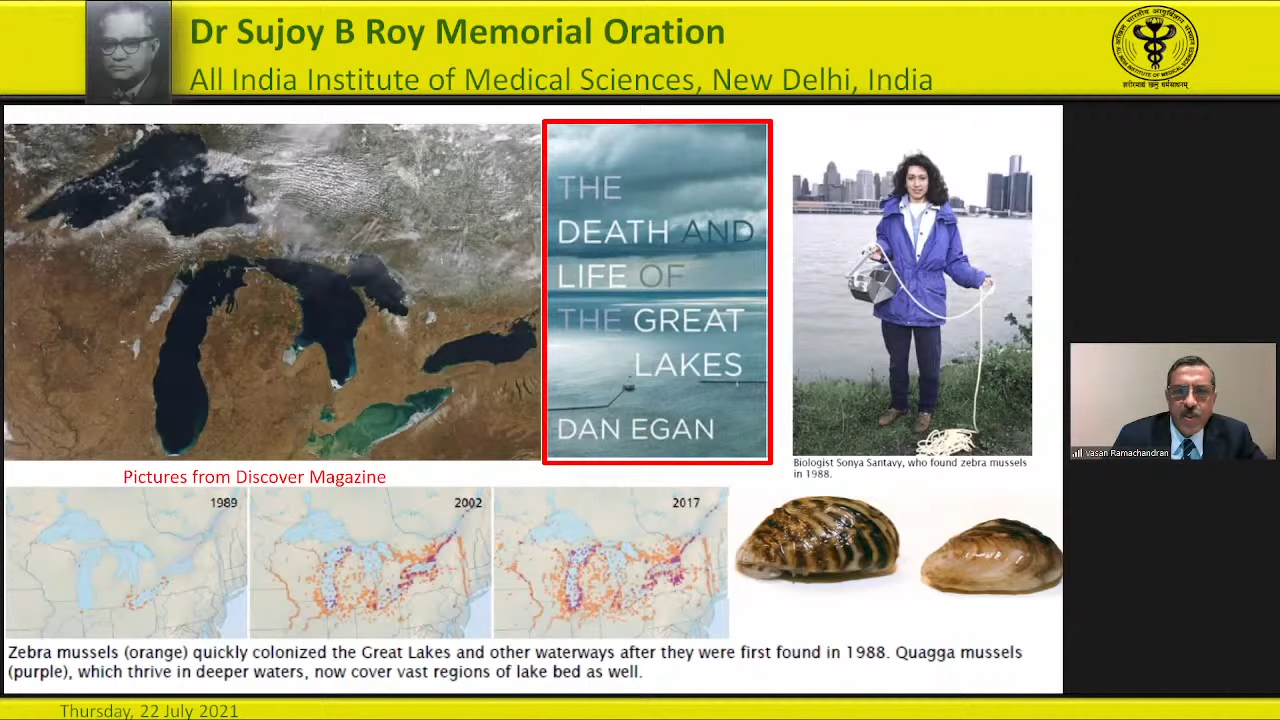 Dr Sujoy B Roy Memorial Oration
All India Institute of Medical Sciences, New Delhi, India
THE
DEATH AND
LIFE OF
THE GREAT
LAKES
DAN EGAN
Biologist Sonya Santavy, who found zebra mussels
in 1988.
Pictures from Discover Magazine
1989
2002
2017
Vasan Ramachandran
Zebra mussels (orange) quickly colonized the Great Lakes and other waterways after they were first found in 1988. Quagga mussels
(purple), which thrive in deeper waters, now cover vast regions of lake bed as well.
Thursday, 22 July 2021